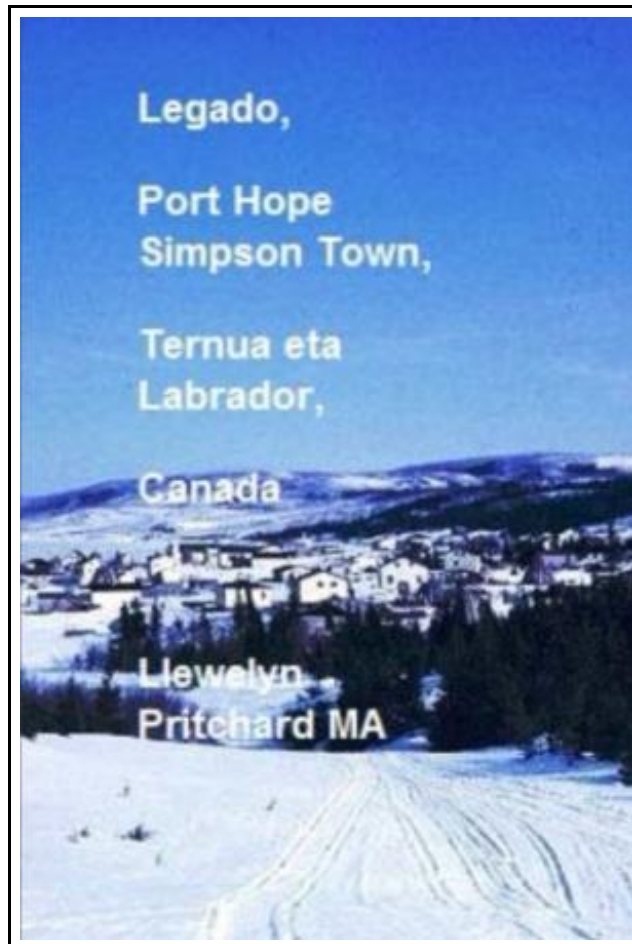 Legado,
Port Hope
Simpson Town,
Ternua eta
Labrador,
Canada
Llewelyn
Pritchard MA